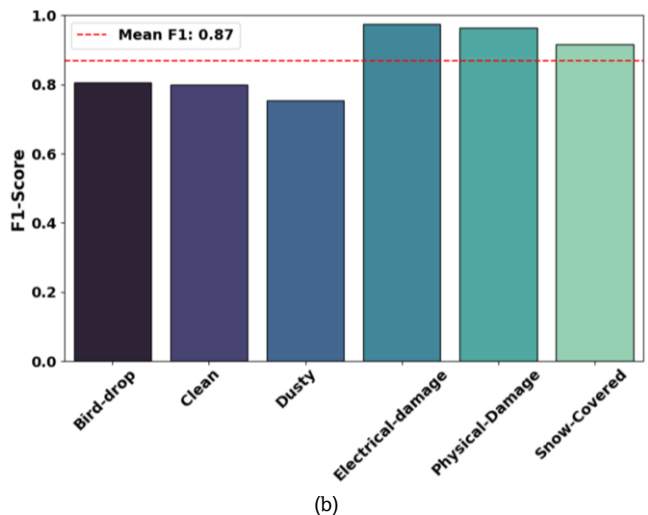 Mean F1: 0.87
F1-Score
1.0
0.8
0.6
0.4
0.2
0.0
Bird-drop
Clean
Dusty
Electrical-damage
Physical-Damage
Snow-Covered
(b)